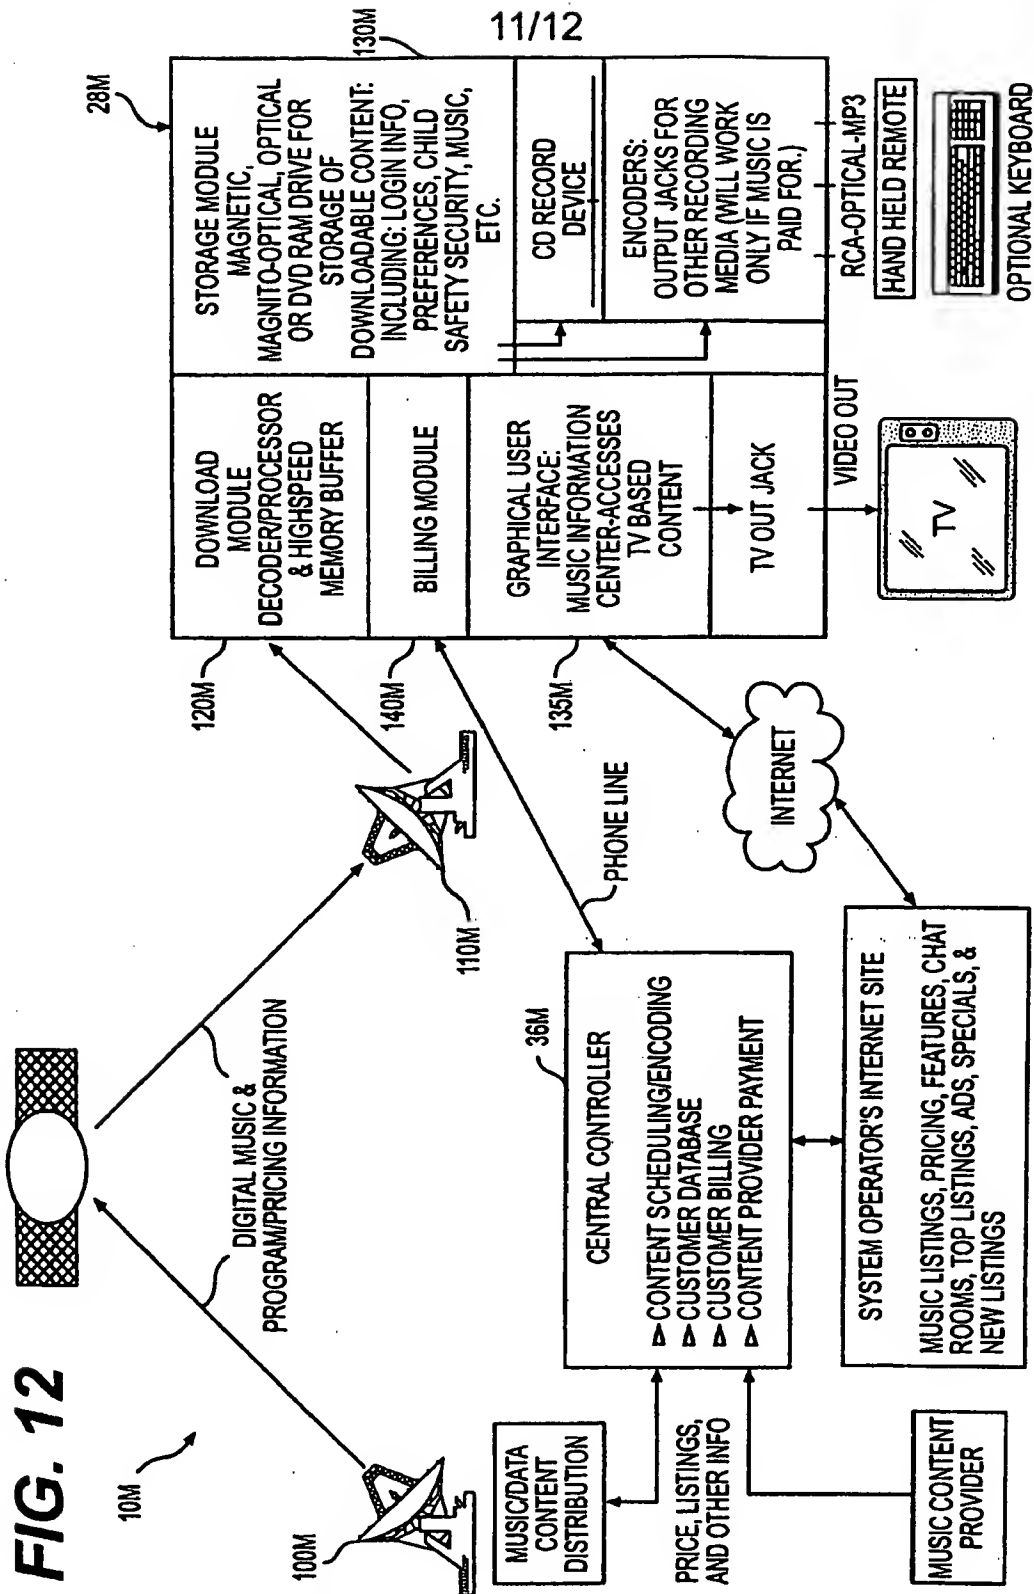 11/12
FIG. 12
10M
100M
DIGITAL MUSIC &
PROGRAM/PRICING INFORMATION
110M
28M
120M
DOWNLOAD
MODULE
DECODER/PROCESSOR
& HIGHSPEED
MEMORY BUFFER
140M
BILLING MODULE
135M
GRAPHICAL USER
INTERFACE:
MUSIC INFORMATION
CENTER-ACCESSES
TV BASED
CONTENT
TV OUT JACK
VIDEO OUT
TV
130M
STORAGE MODULE
MAGNETIC,
MAGNITO-OPTICAL, OPTICAL
OR DVD RAM DRIVE FOR
STORAGE OF
DOWNLOADABLE CONTENT:
INCLUDING: LOGIN INFO,
PREFERENCES, CHILD
SAFETY SECURITY, MUSIC,
ETC.
CD RECORD
DEVICE
ENCODERS:
OUTPUT JACKS FOR
OTHER RECORDING
MEDIA (WILL WORK
ONLY IF MUSIC IS
PAID FOR.)
RCA-OPTICAL-MP3
HAND HELD REMOTE
OPTIONAL KEYBOARD
PHONE LINE
INTERNET
36M
CENTRAL CONTROLLER
▷ CONTENT SCHEDULING/ENCODING
▷ CUSTOMER DATABASE
▷ CUSTOMER BILLING
▷ CONTENT PROVIDER PAYMENT
MUSIC/DATA
CONTENT
DISTRIBUTION
PRICE, LISTINGS,
AND OTHER INFO
MUSIC CONTENT
PROVIDER
SYSTEM OPERATOR'S INTERNET SITE
MUSIC LISTINGS, PRICING, FEATURES, CHAT
ROOMS, TOP LISTINGS, ADS, SPECIALS, &
NEW LISTINGS